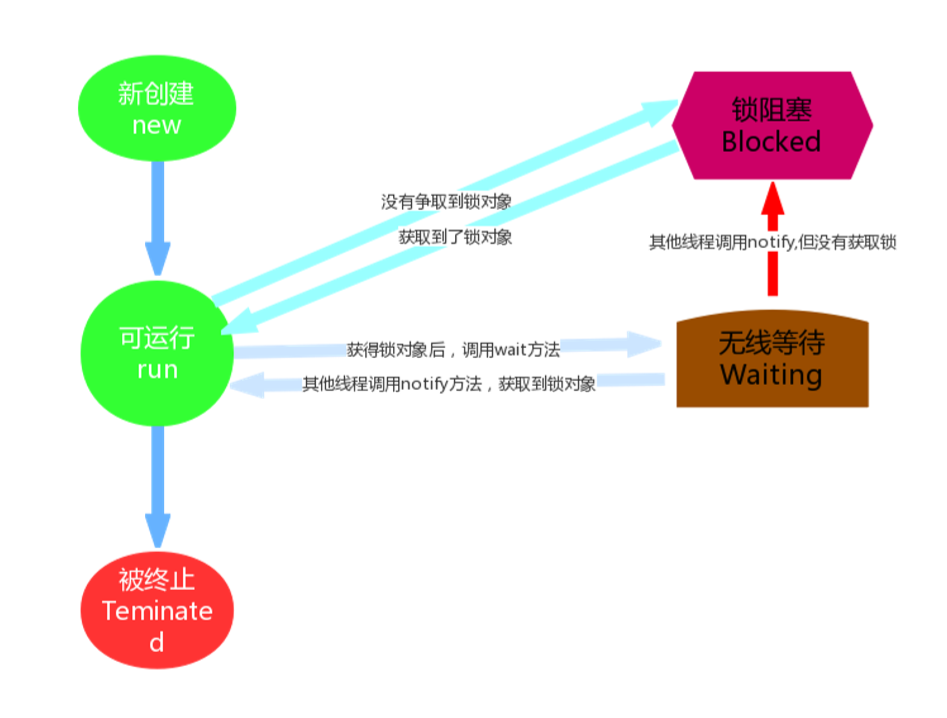 新创建
new
锁阻塞
Blocked
没有争取到锁对象
获取到了锁对象
其他线程调用notify,但没有获取锁
可运行
run
获得锁对象后，调用wait方法
其他线程调用notify方法，获取到锁对象
无线等待
Waiting
被终止
Teminate
d